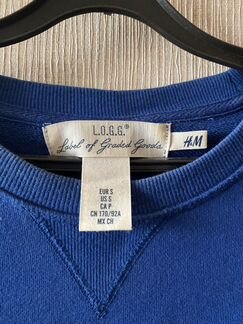 L.O.G.G.®
Label of Graded Goods
H&M
EUR S
US S
CA P
CN 170/92A
MX CH